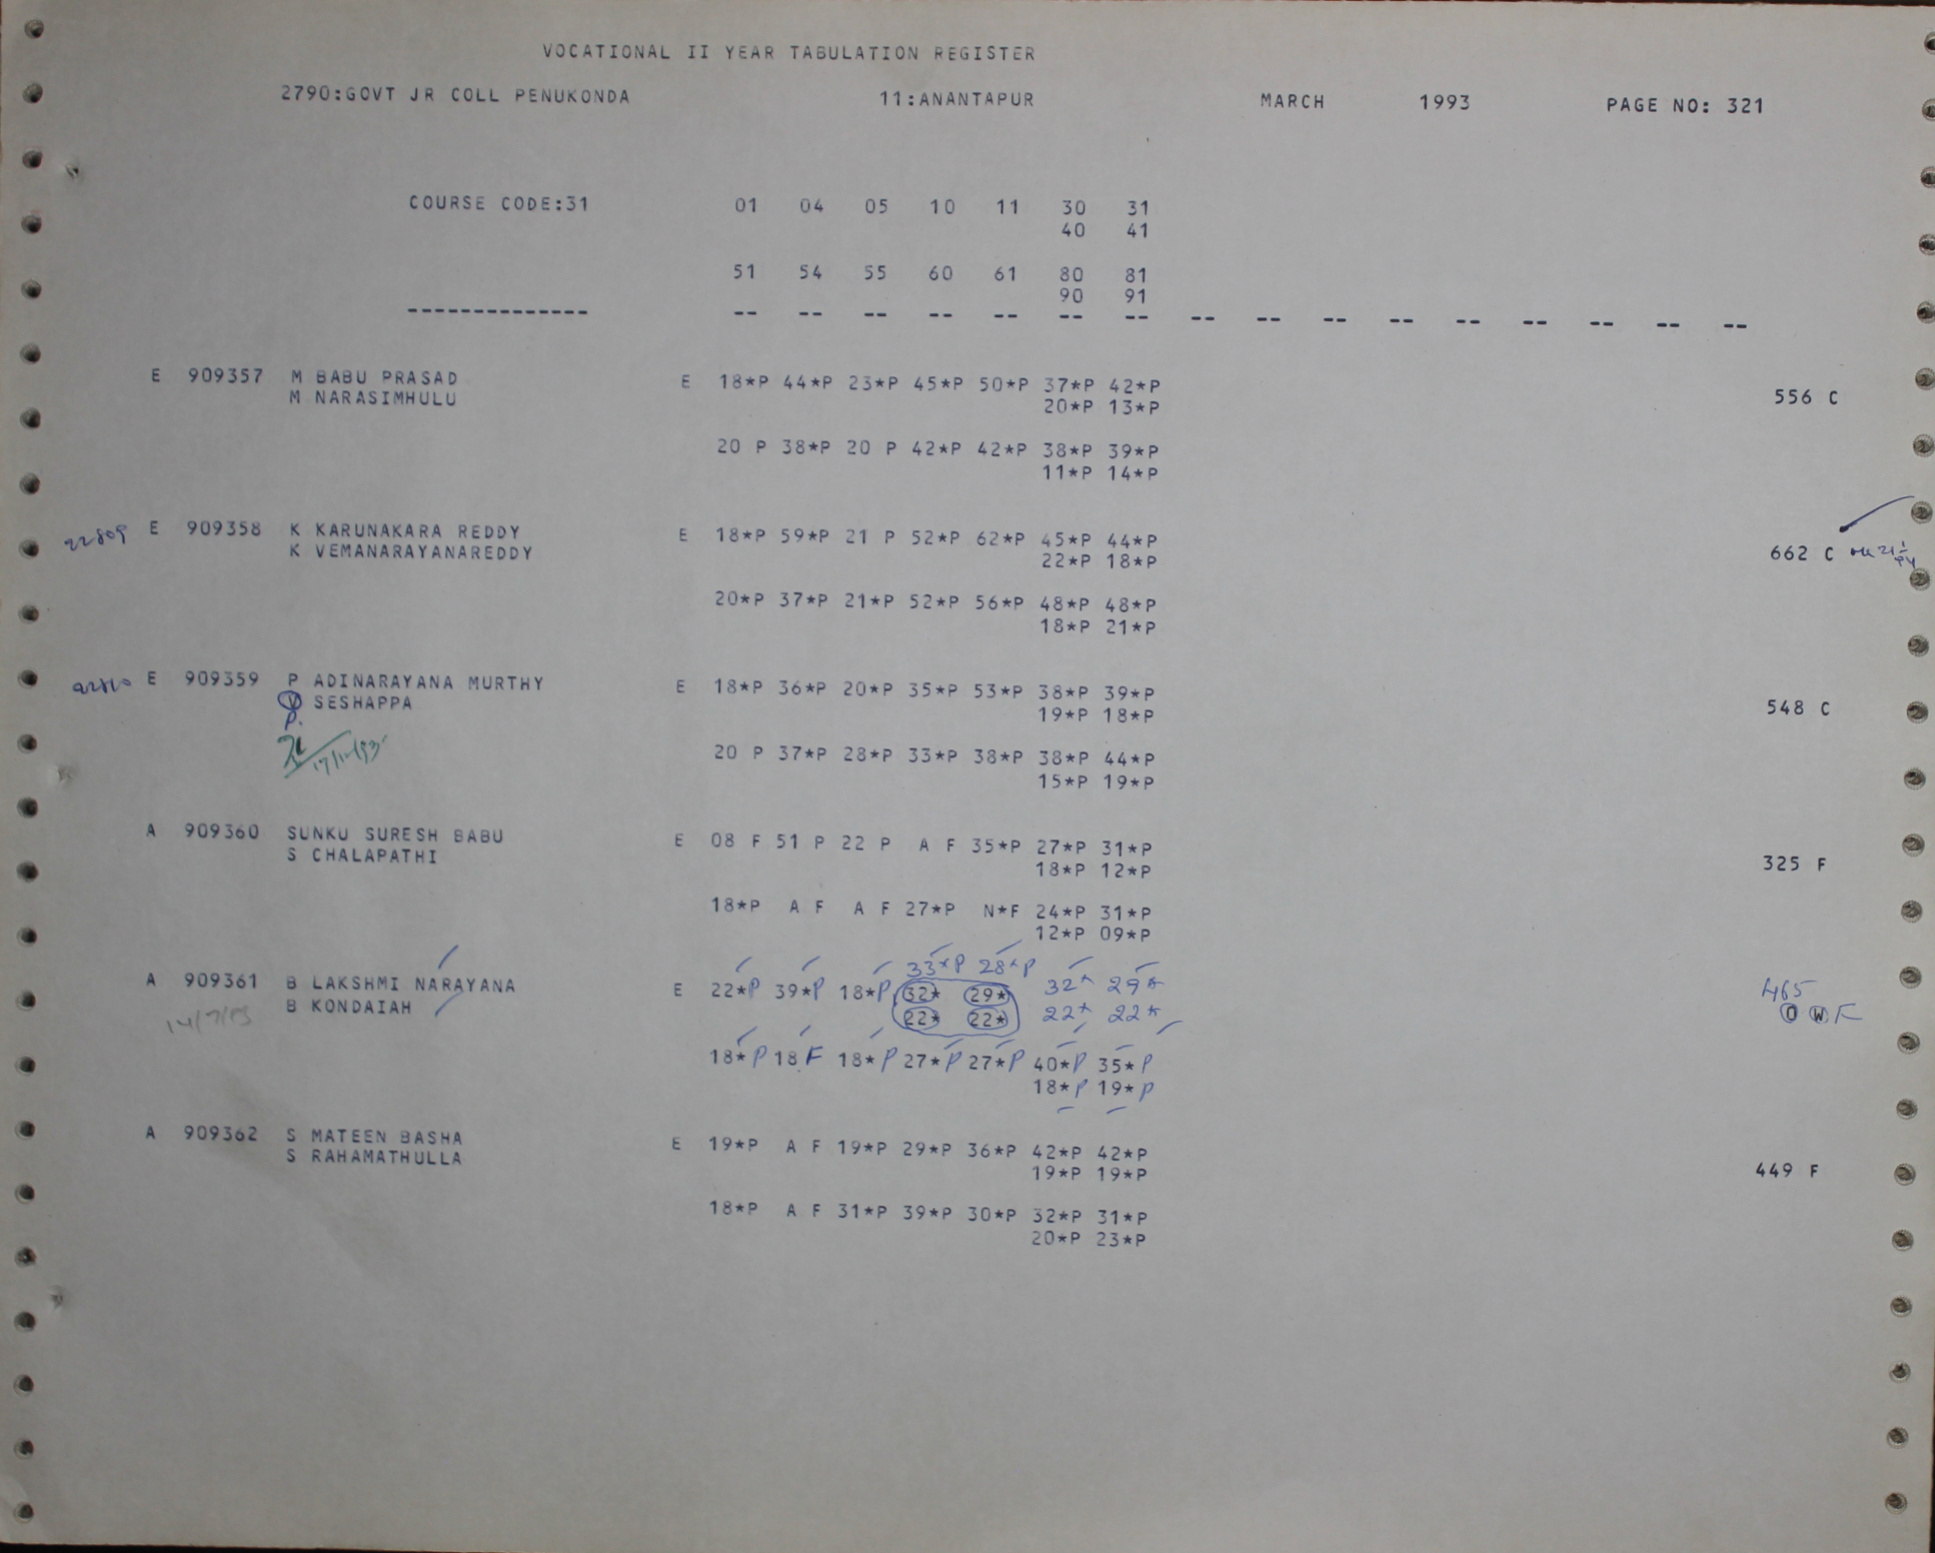 VOCATIONAL II YEAR TABULATION REGISTER
2790:GOVT JR COLL PENUKONDA 11:ANANTAPUR MARCH 1993 PAGE NO: 321
COURSE CODE:31 01 04 05 10 11 30 31
40 41
51 54 55 60 61 80 81
90 91
-------------- -- -- -- -- -- -- -- -- -- -- -- -- -- -- -- --
E 909357 M BABU PRASAD E 18*P 44*P 23*P 45*P 50*P 37*P 42*P
M NARASIMHULU 20*P 13*P 556 C
20 P 38*P 20 P 42*P 42*P 38*P 39*P
11*P 14*P
22809 E 909358 K KARUNAKARA REDDY E 18*P 59*P 21 P 52*P 62*P 45*P 44*P
K VEMANARAYANAREDDY 22*P 18*P 662 C
20*P 37*P 21*P 52*P 56*P 48*P 48*P
18*P 21*P
22810 E 909359 P ADINARAYANA MURTHY E 18*P 36*P 20*P 35*P 53*P 38*P 39*P
V SESHAPPA 19*P 18*P 548 C
P.
17/11/93
20 P 37*P 28*P 33*P 38*P 38*P 44*P
15*P 19*P
A 909360 SUNKU SURESH BABU E 08 F 51 P 22 P A F 35*P 27*P 31*P
S CHALAPATHI 18*P 12*P 325 F
18*P A F A F 27*P N*F 24*P 31*P
12*P 09*P
33*P 28*P
A 909361 B LAKSHMI NARAYANA E 22*P 39*P 18*P 32* 29* 32* 29* 465
B KONDAIAH 22* 22* 22* 22* O W F
18*P 18 F 18*P 27*P 27*P 40*P 35*P
18*P 19*P
A 909362 S MATEEN BASHA E 19*P A F 19*P 29*P 36*P 42*P 42*P
S RAHAMATHULLA 19*P 19*P 449 F
18*P A F 31*P 39*P 30*P 32*P 31*P
20*P 23*P